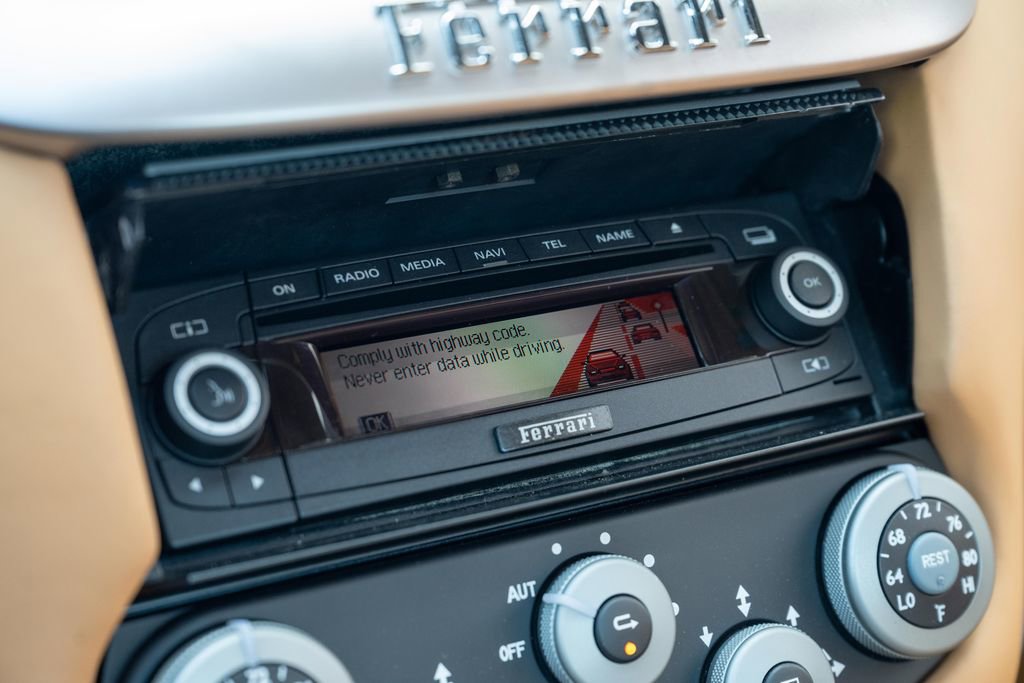 Ferrari
ON
RADIO
MEDIA
NAVI
TEL
NAME
OK
Comply with highway code.
Never enter data while driving.
OK
Ferrari
72
76
68
80
REST
64
HI
LO
°F
AUT
OFF
72